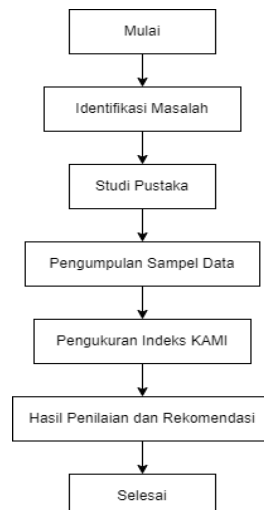 Mulai
Identifikasi Masalah
Studi Pustaka
Pengumpulan Sampel Data
Pengukuran Indeks KAMI
Hasil Penilaian dan Rekomendasi
Selesai